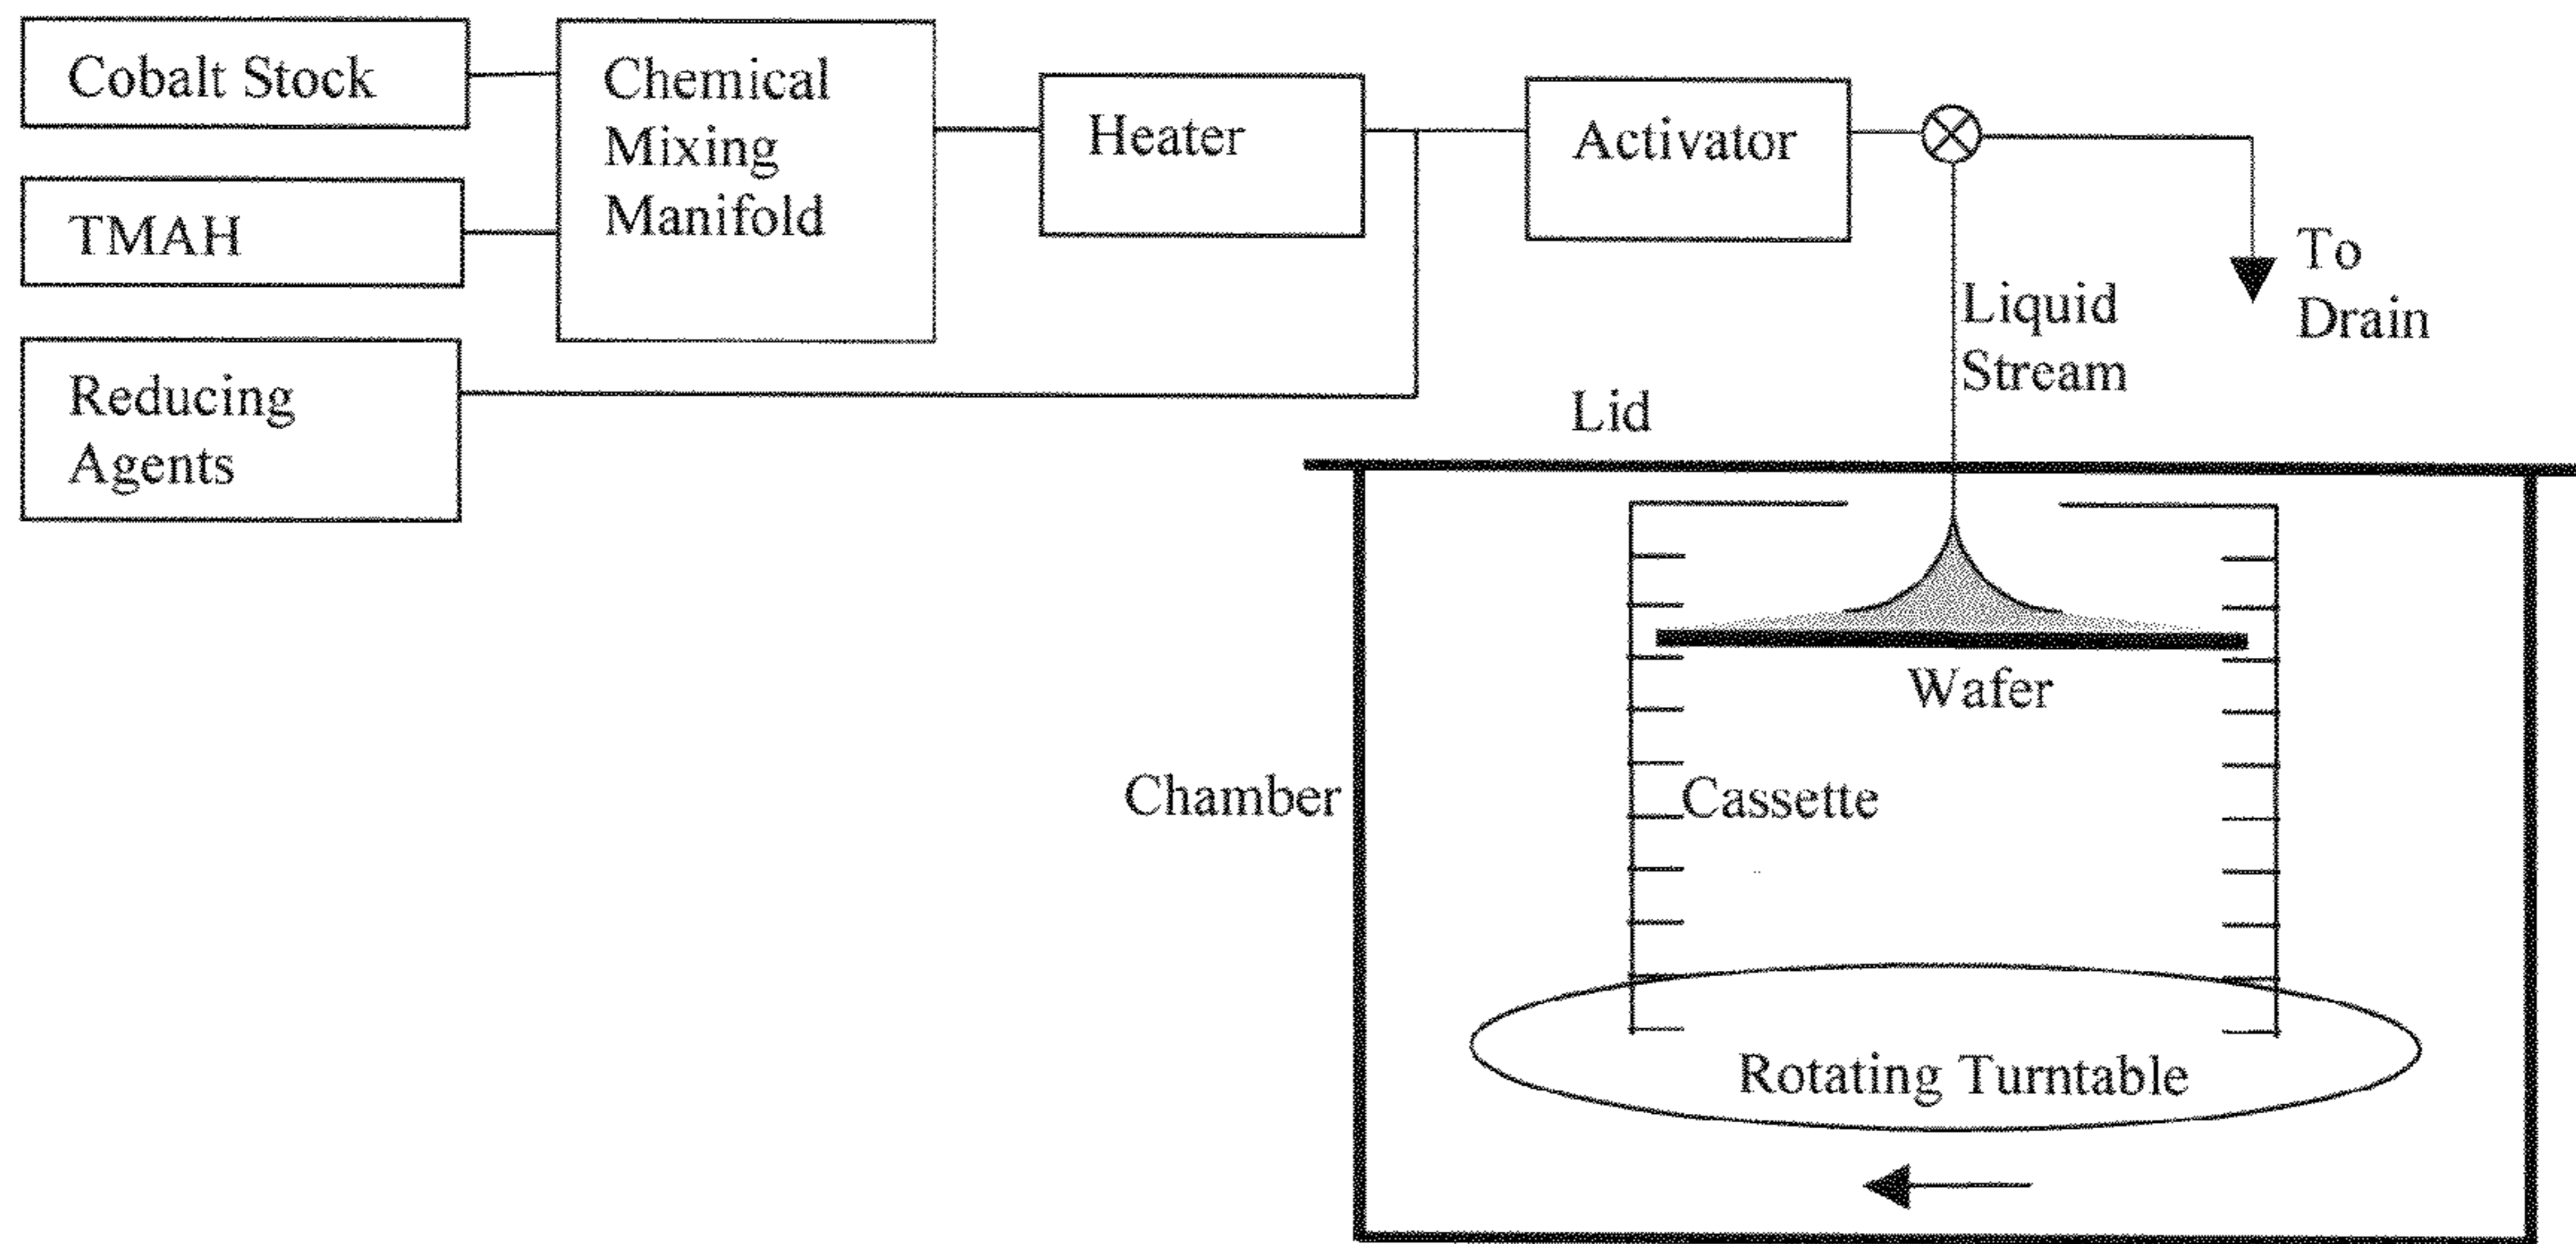 Cobalt Stock
TMAH
Reducing
Agents
Chemical
Mixing
Manifold
Heater
Activator
To
Drain
Liquid
Stream
Lid
Wafer
Chamber
Cassette
Rotating Turntable